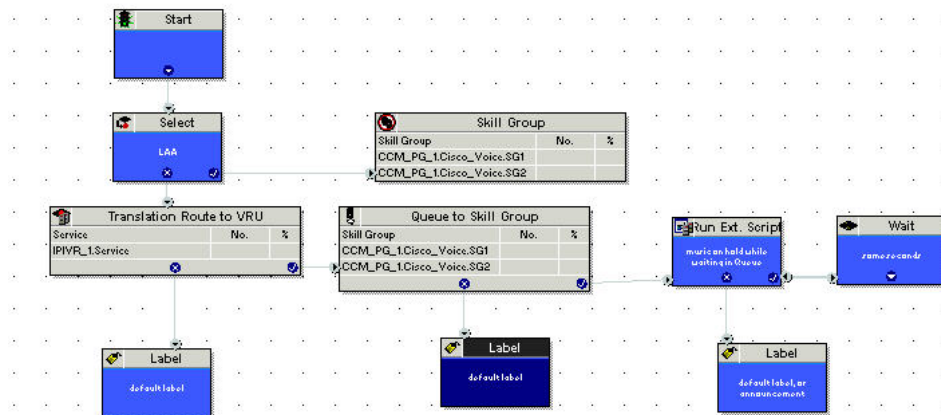 Start
Select
LAA
Skill Group
Skill Group No. %
CCM_PG_1.Cisco_Voice.SG1
CCM_PG_1.Cisco_Voice.SG2
Translation Route to VRU
Service No. %
IPIVR_1.Service
Queue to Skill Group
Skill Group No. %
CCM_PG_1.Cisco_Voice.SG1
CCM_PG_1.Cisco_Voice.SG2
Run Ext. Script
music on hold while
waiting in Queue
Wait
some seconds
Label
default label
Label
default label
Label
default label, or
announcement